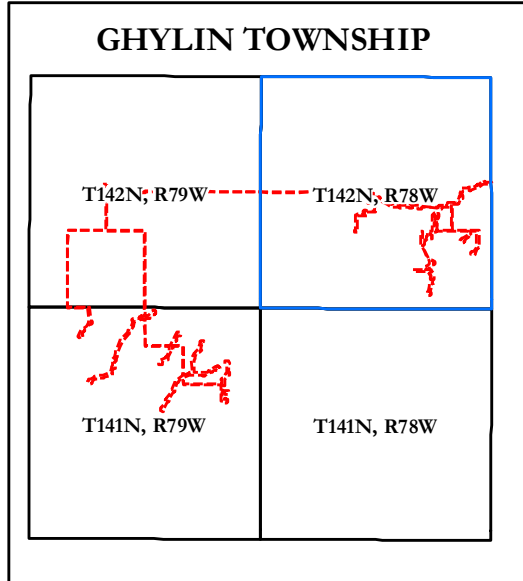 GHYLIN TOWNSHIP
T142N, R79W
T142N, R78W
T141N, R79W
T141N, R78W